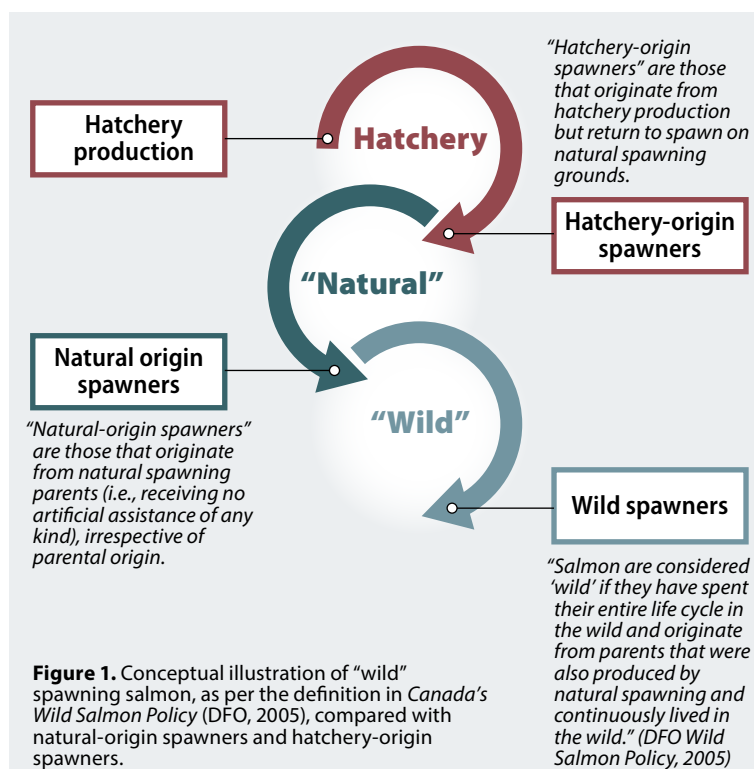 “Hatchery-origin
spawners” are those
that originate from
hatchery production
but return to spawn on
natural spawning
grounds.
Hatchery
production
Hatchery
Hatchery-origin
spawners
“Natural”
Natural origin
spawners
“Natural-origin spawners”
are those that originate
from natural spawning
parents (i.e., receiving no
artificial assistance of any
kind), irrespective of
parental origin.
“Wild”
Wild spawners
“Salmon are considered
‘wild’ if they have spent
their entire life cycle in
the wild and originate
from parents that were
also produced by
natural spawning and
continuously lived in
the wild.” (DFO Wild
Salmon Policy, 2005)
Figure 1. Conceptual illustration of “wild”
spawning salmon, as per the definition in Canada’s
Wild Salmon Policy (DFO, 2005), compared with
natural-origin spawners and hatchery-origin
spawners.